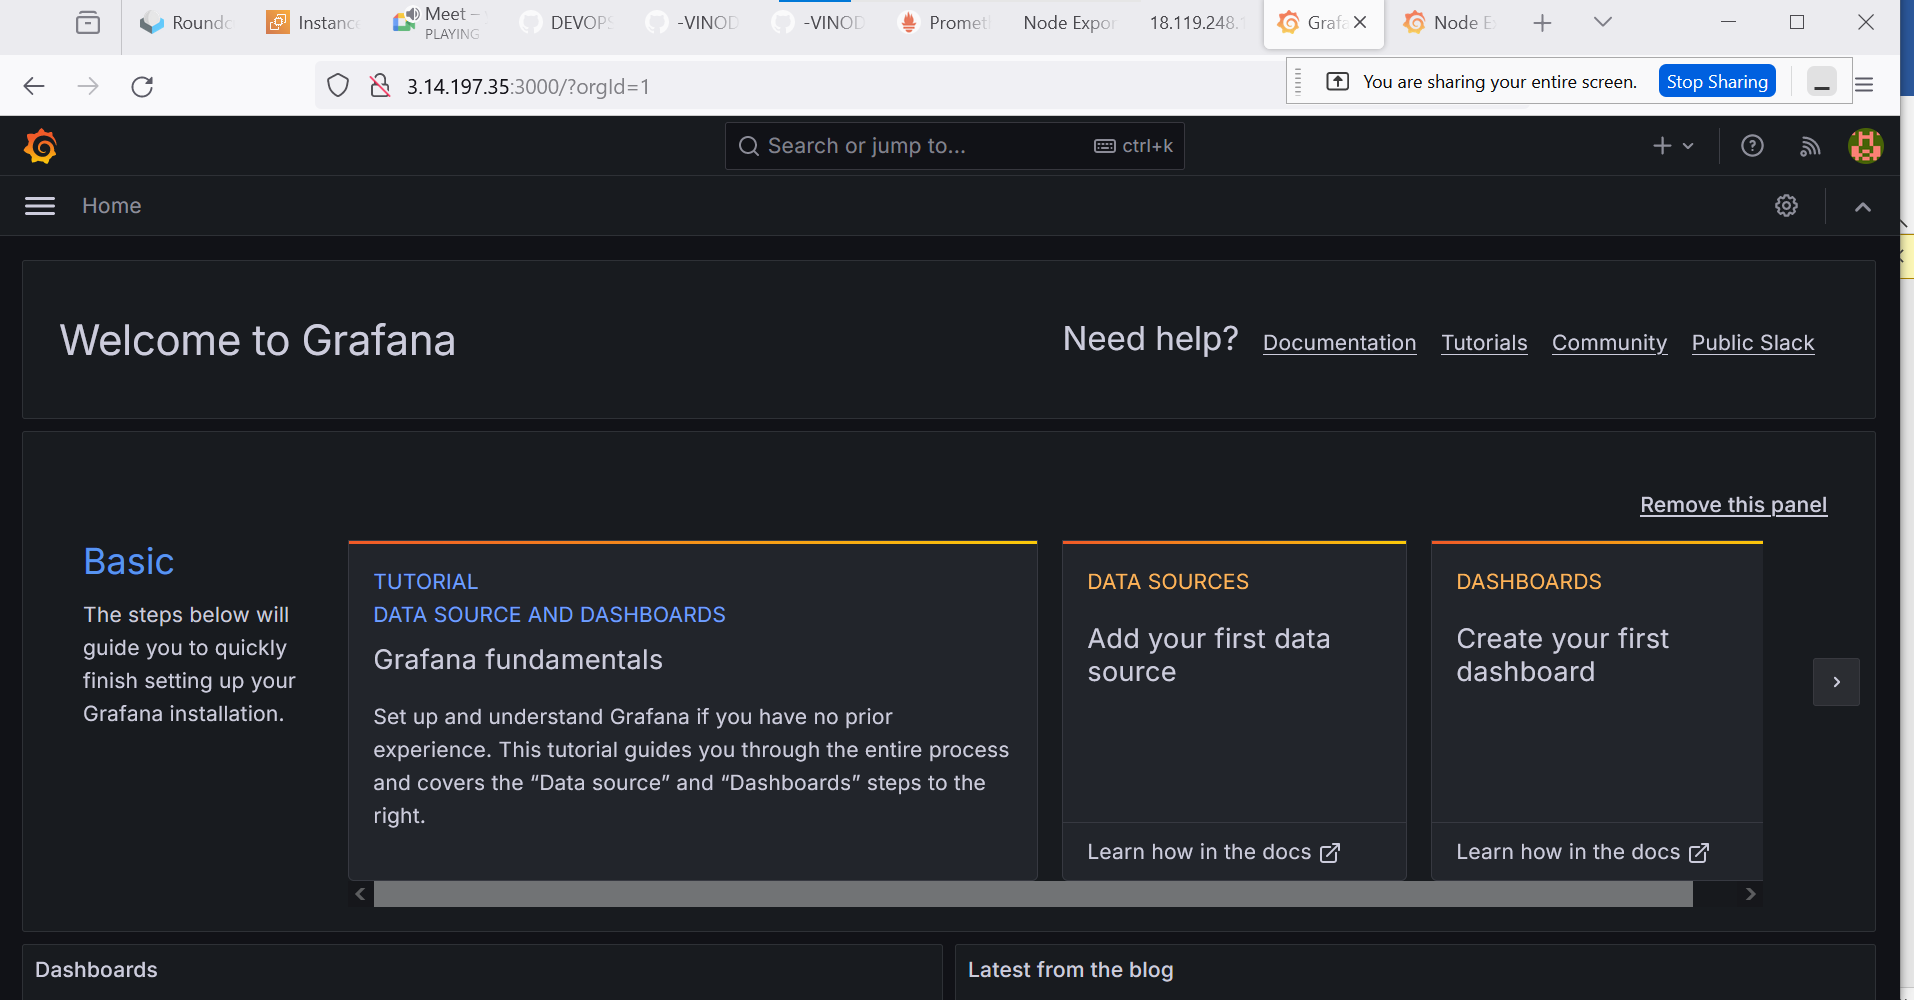 Roundc
Instance
Meet –
PLAYING
DEVOPS
-VINOD
-VINOD
Promet
Node Expor
18.119.248.1
Grafa
Node E
3.14.197.35:3000/?orgId=1
You are sharing your entire screen.
Stop Sharing
Search or jump to...
ctrl+k
Home
Welcome to Grafana
Need help?
Documentation
Tutorials
Community
Public Slack
Remove this panel
Basic
The steps below will
guide you to quickly
finish setting up your
Grafana installation.
TUTORIAL
DATA SOURCE AND DASHBOARDS
Grafana fundamentals
Set up and understand Grafana if you have no prior
experience. This tutorial guides you through the entire process
and covers the “Data source” and “Dashboards” steps to the
right.
DATA SOURCES
Add your first data
source
Learn how in the docs
DASHBOARDS
Create your first
dashboard
Learn how in the docs
Dashboards
Latest from the blog